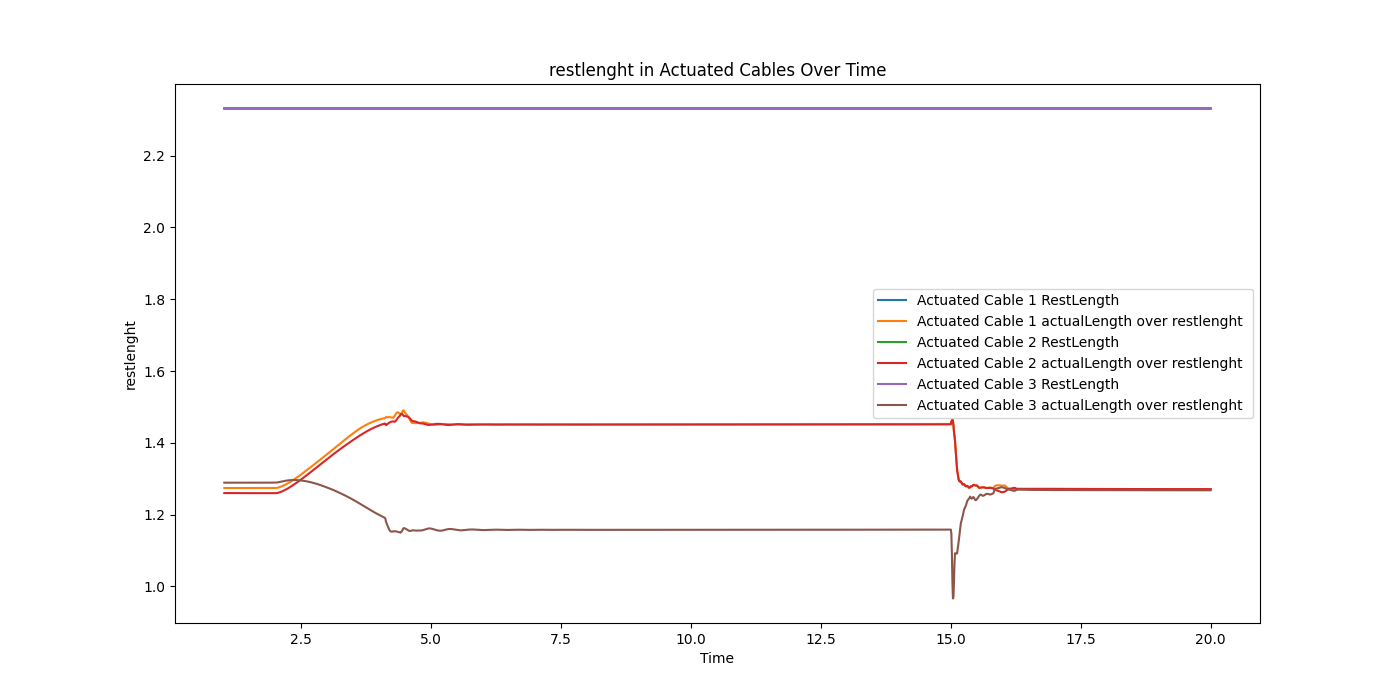 restlenght in Actuated Cables Over Time
restlenght
2.2
2.0
1.8
1.6
1.4
1.2
1.0
Actuated Cable 1 RestLength
Actuated Cable 1 actualLength over restlenght
Actuated Cable 2 RestLength
Actuated Cable 2 actualLength over restlenght
Actuated Cable 3 RestLength
Actuated Cable 3 actualLength over restlenght
2.5 5.0 7.5 10.0 12.5 15.0 17.5 20.0
Time